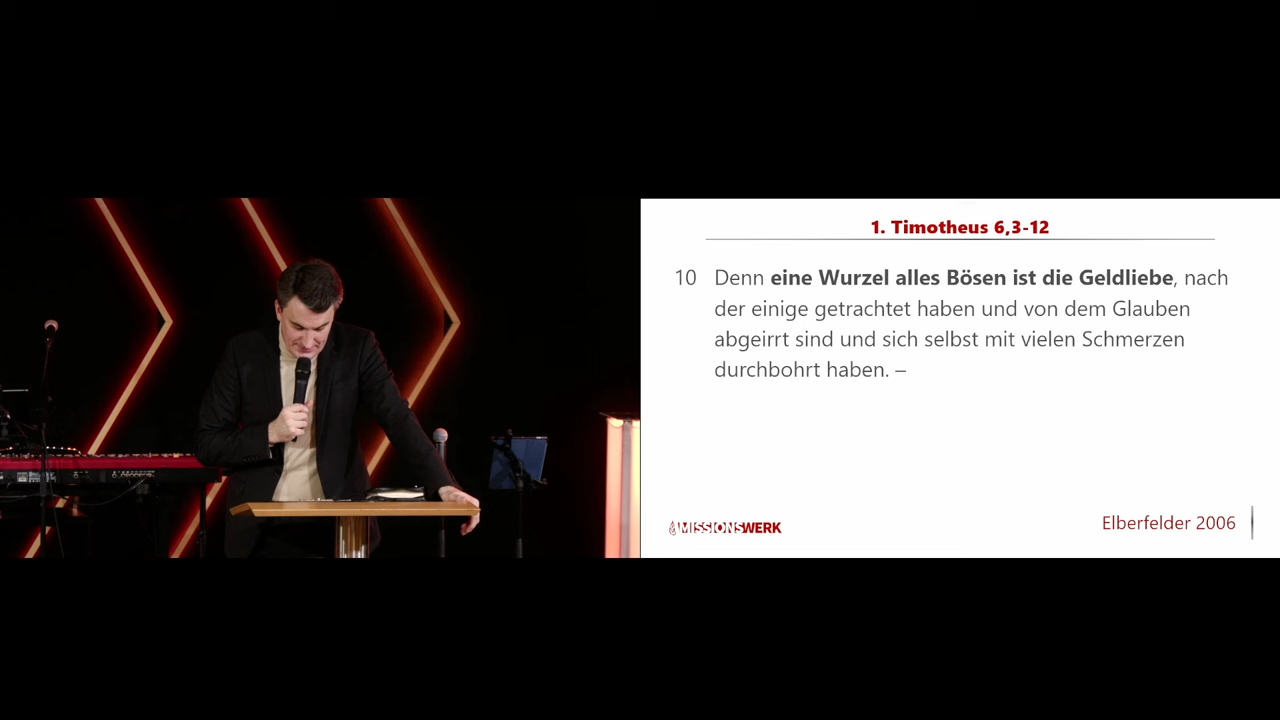 1. Timotheus 6,3-12
10 Denn eine Wurzel alles Bösen ist die Geldliebe, nach
der einige getrachtet haben und von dem Glauben
abgeirrt sind und sich selbst mit vielen Schmerzen
durchbohrt haben. –
MISSIONSWERK
Elberfelder 2006